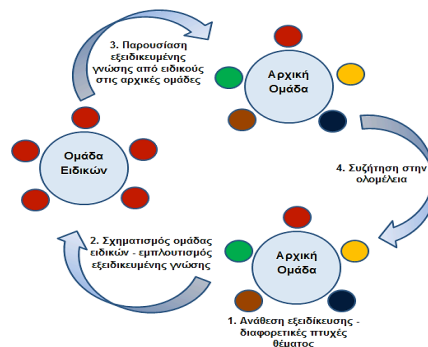 3. Παρουσίαση
εξειδικευμένης
γνώσης από ειδικούς
στις αρχικές ομάδες
Αρχική
Ομάδα
Ομάδα
Ειδικών
4. Συζήτηση στην
ολομέλεια
2. Σχηματισμός ομάδας
ειδικών - εμπλουτισμός
εξειδικευμένης γνώσης
Αρχική
Ομάδα
1. Ανάθεση εξειδίκευσης -
διαφορετικές πτυχές
θέματος